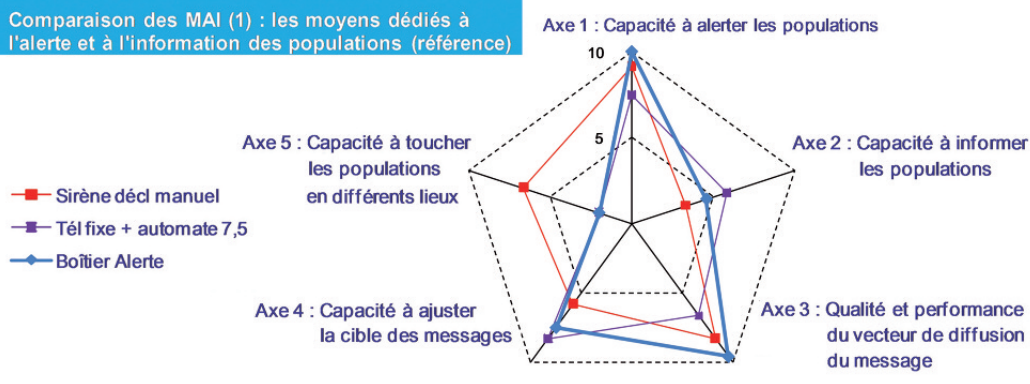 Comparaison des MAI (1) : les moyens dédiés à
l'alerte et à l'information des populations (référence)
Axe 1 : Capacité à alerter les populations
10
5
Axe 5 : Capacité à toucher
les populations
en différents lieux
Axe 2 : Capacité à informer
les populations
Sirène décl manuel
Tél fixe + automate 7,5
Boîtier Alerte
Axe 4 : Capacité à ajuster
la cible des messages
Axe 3 : Qualité et performance
du vecteur de diffusion
du message